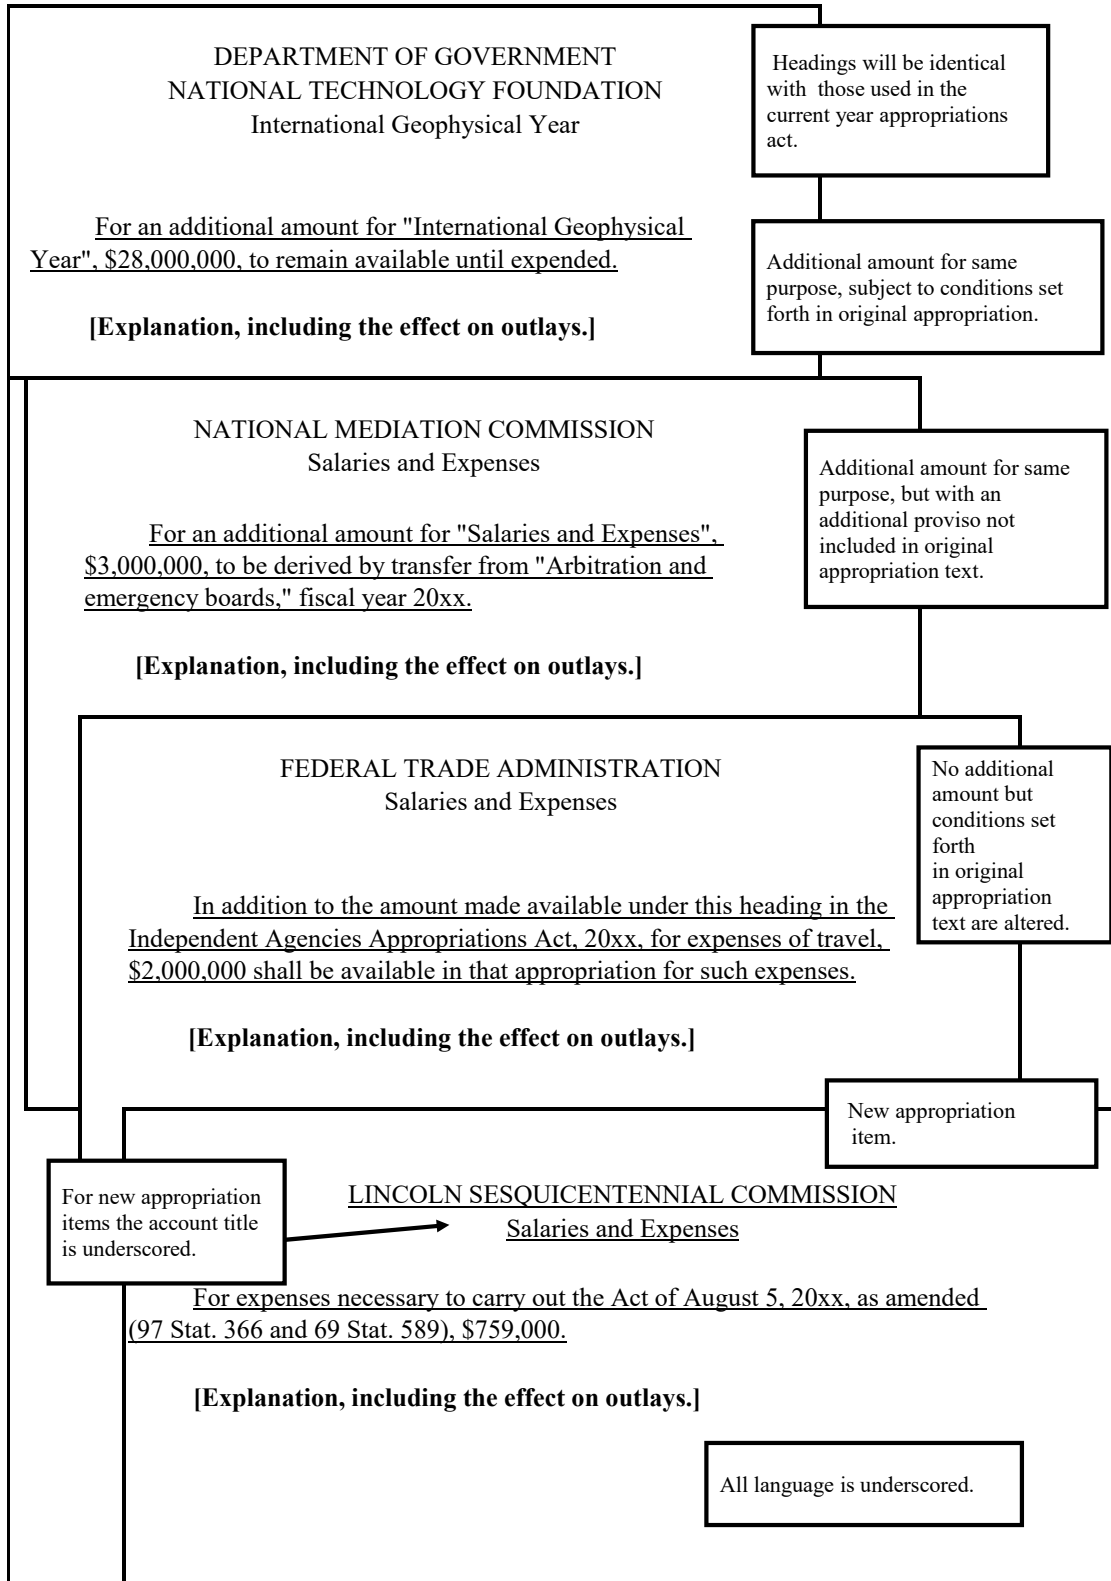 DEPARTMENT OF GOVERNMENT
NATIONAL TECHNOLOGY FOUNDATION
International Geophysical Year
Headings will be identical
with those used in the
current year appropriations
act.
For an additional amount for "International Geophysical
Year", $28,000,000, to remain available until expended.
Additional amount for same
purpose, subject to conditions set
forth in original appropriation.
[Explanation, including the effect on outlays.]
NATIONAL MEDIATION COMMISSION
Salaries and Expenses
Additional amount for same
purpose, but with an
additional proviso not
included in original
appropriation text.
For an additional amount for "Salaries and Expenses",
$3,000,000, to be derived by transfer from "Arbitration and
emergency boards," fiscal year 20xx.
[Explanation, including the effect on outlays.]
FEDERAL TRADE ADMINISTRATION
Salaries and Expenses
No additional
amount but
conditions set
forth
in original
appropriation
text are altered.
In addition to the amount made available under this heading in the
Independent Agencies Appropriations Act, 20xx, for expenses of travel,
$2,000,000 shall be available in that appropriation for such expenses.
[Explanation, including the effect on outlays.]
New appropriation
item.
For new appropriation
items the account title
is underscored.
LINCOLN SESQUICENTENNIAL COMMISSION
Salaries and Expenses
For expenses necessary to carry out the Act of August 5, 20xx, as amended
(97 Stat. 366 and 69 Stat. 589), $759,000.
[Explanation, including the effect on outlays.]
All language is underscored.